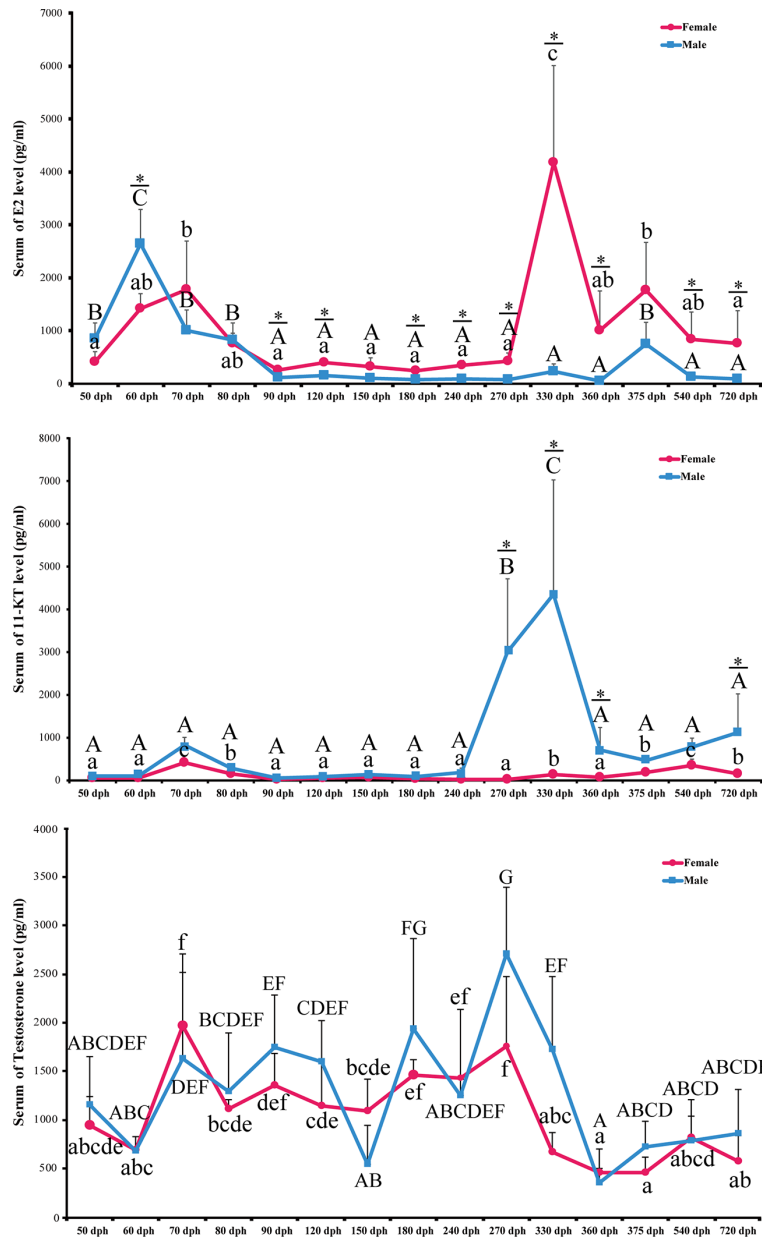 Serum of E2 level (pg/ml)
7000
6000
5000
4000
3000
2000
1000
0
Female
Male
B
a
*
C
ab
b
B
B
ab
*
A
a
*
A
a
A
a
*
A
a
*
A
a
*
A
a
*
c
A
*
ab
A
b
B
*
ab
A
*
a
A
50 dph 60 dph 70 dph 80 dph 90 dph 120 dph 150 dph 180 dph 240 dph 270 dph 330 dph 360 dph 375 dph 540 dph 720 dph
Serum of 11-KT level (pg/ml)
8000
7000
6000
5000
4000
3000
2000
1000
0
Female
Male
A
a
A
a
A
c
A
b
A
a
A
a
A
a
A
a
A
a
*
B
a
*
C
b
*
A
a
A
b
A
c
*
A
b
50 dph 60 dph 70 dph 80 dph 90 dph 120 dph 150 dph 180 dph 240 dph 270 dph 330 dph 360 dph 375 dph 540 dph 720 dph
Serum of Testosterone level (pg/ml)
4000
3500
3000
2500
2000
1500
1000
500
0
Female
Male
ABCDEF
abcde
ABC
abc
f
DEF
BCDEF
bcde
EF
def
CDEF
cde
bcde
AB
FG
ef
ef
ABCDEF
G
f
EF
abc
A
a
ABCD
a
ABCD
abcd
ABCDE
ab
50 dph 60 dph 70 dph 80 dph 90 dph 120 dph 150 dph 180 dph 240 dph 270 dph 330 dph 360 dph 375 dph 540 dph 720 dph